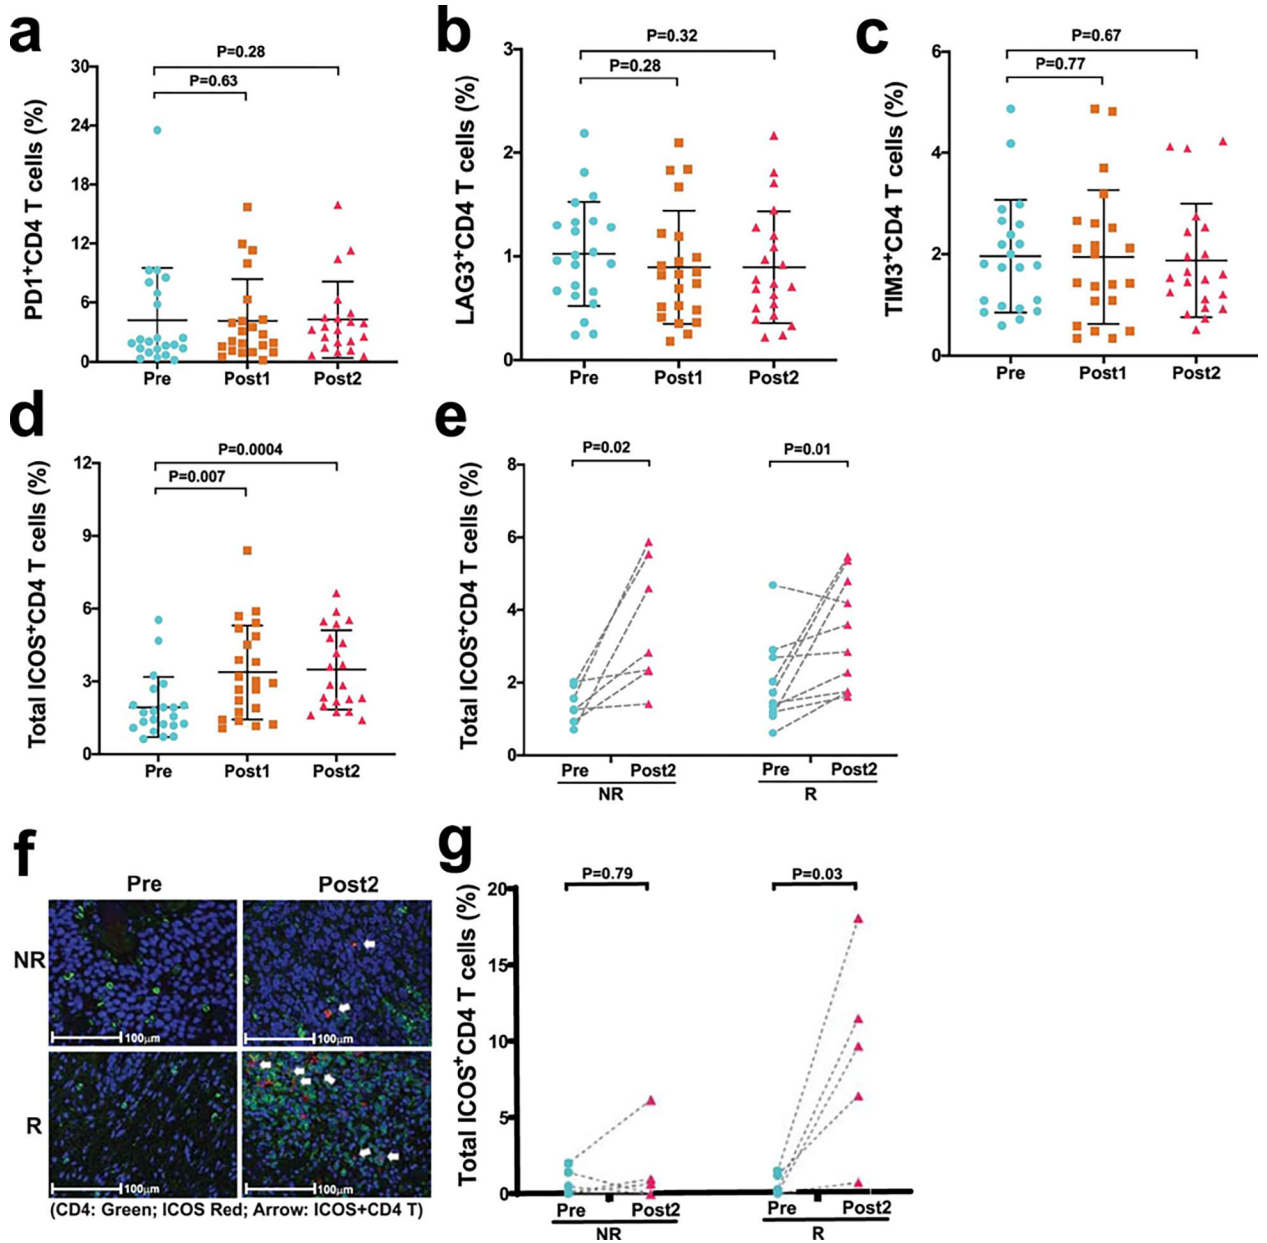 a
PD1+CD4 T cells (%)
30
24
18
12
6
0
P=0.28
P=0.63
Pre Post1 Post2
b
LAG3+CD4 T cells (%)
3
2
1
0
P=0.32
P=0.28
Pre Post1 Post2
c
TIM3+CD4 T cells (%)
6
4
2
0
P=0.67
P=0.77
Pre Post1 Post2
d
Total ICOS+CD4 T cells (%)
12
9
6
3
0
P=0.0004
P=0.007
Pre Post1 Post2
e
Total ICOS+CD4 T cells (%)
8
6
4
2
0
P=0.02 P=0.01
Pre Post2 Pre Post2
NR R
f
Pre Post2
NR
100µm 100µm
R
100µm 100µm
(CD4: Green; ICOS Red; Arrow: ICOS+CD4 T)
g
Total ICOS+CD4 T cells (%)
20
15
10
5
0
P=0.79 P=0.03
Pre Post2 Pre Post2
NR R